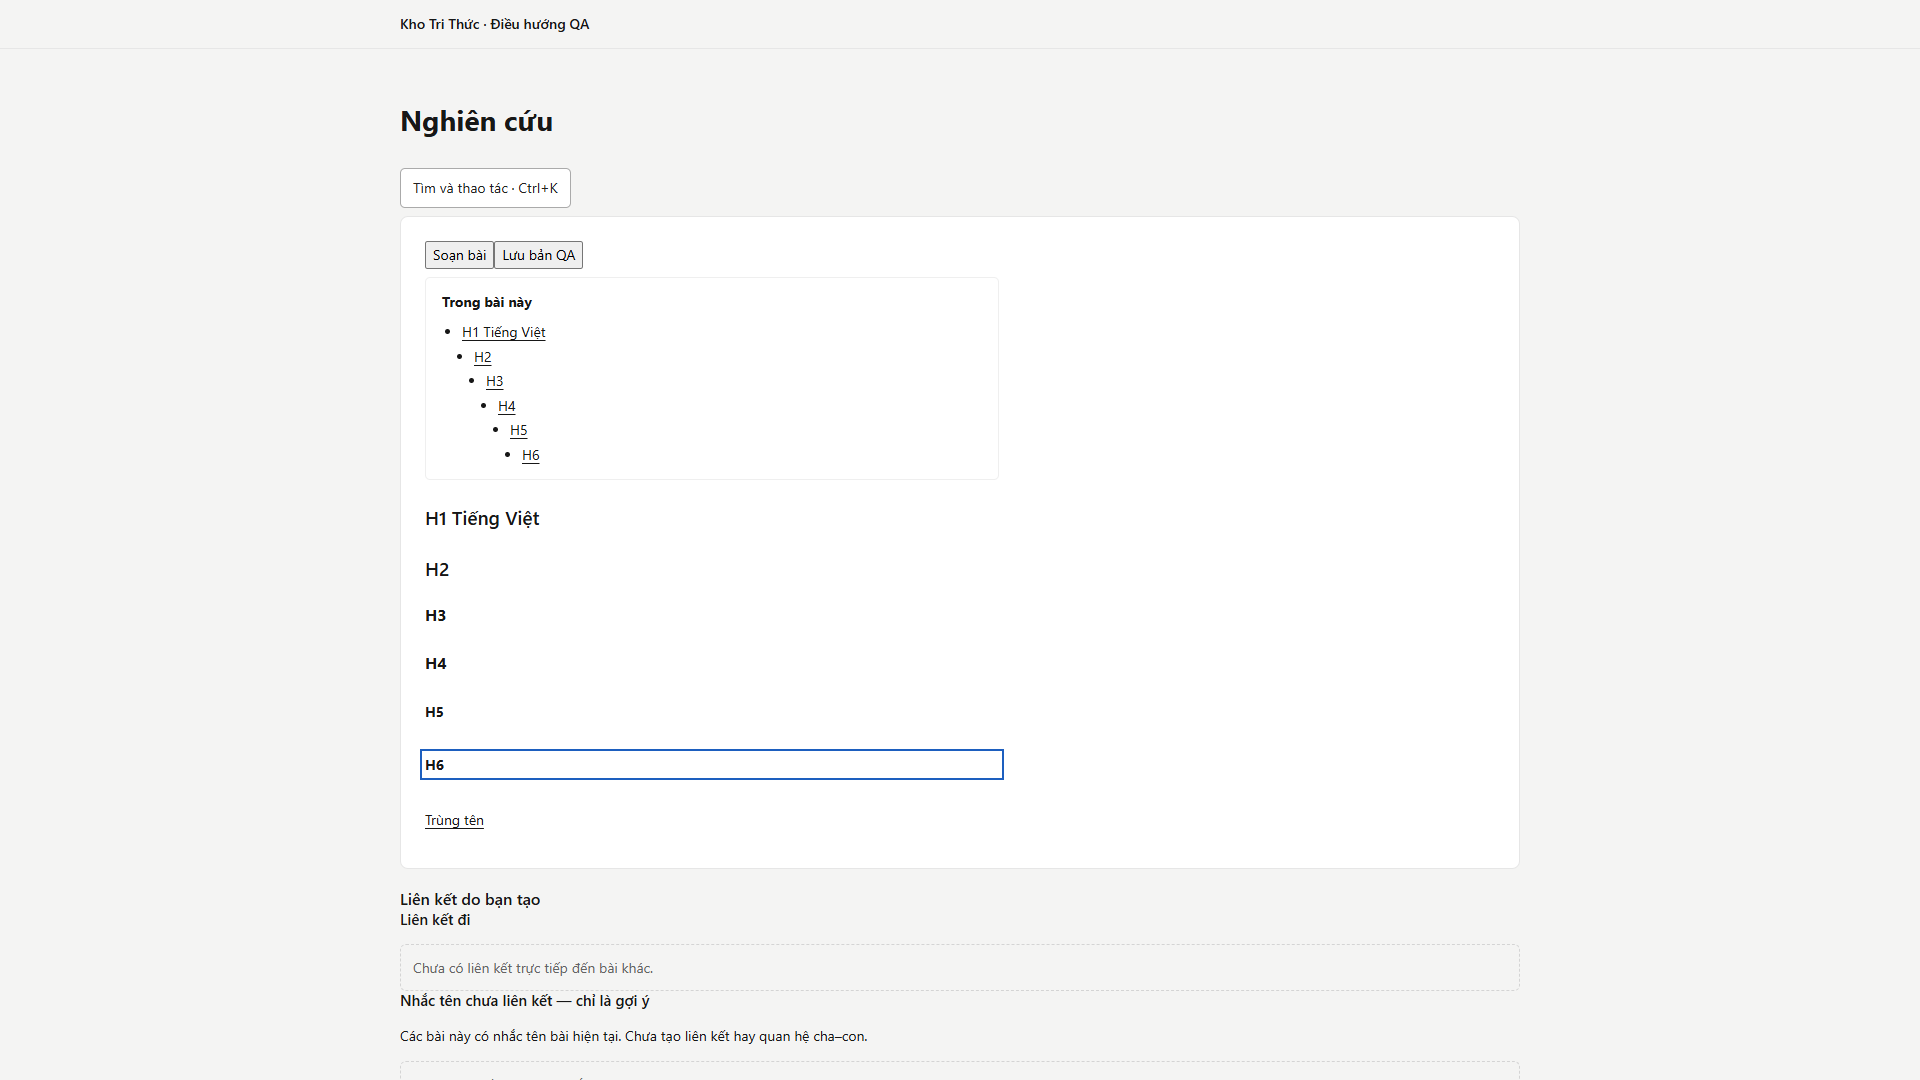 Kho Tri Thức · Điều hướng QA
Nghiên cứu
Tìm và thao tác · Ctrl+K
Soạn bài
Lưu bản QA
Trong bài này
H1 Tiếng Việt
H2
H3
H4
H5
H6
H1 Tiếng Việt
H2
H3
H4
H5
H6
Trùng tên
Liên kết do bạn tạo
Liên kết đi
Chưa có liên kết trực tiếp đến bài khác.
Nhắc tên chưa liên kết — chỉ là gợi ý
Các bài này có nhắc tên bài hiện tại. Chưa tạo liên kết hay quan hệ cha–con.